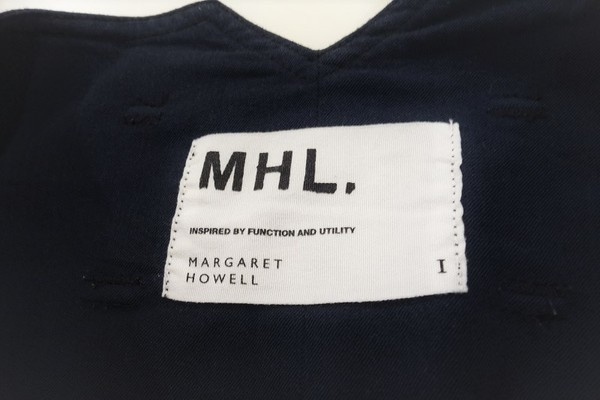 MHL.
INSPIRED BY FUNCTION AND UTILITY
MARGARET
HOWELL
I